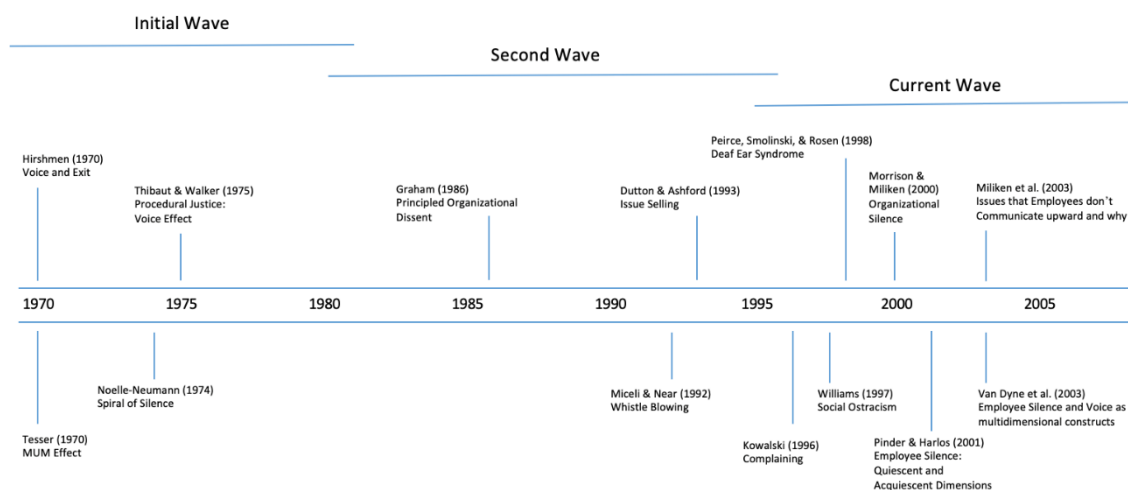 Initial Wave
Second Wave
Current Wave
Hirshmen (1970)
Voice and Exit
Thibaut & Walker (1975)
Procedural Justice:
Voice Effect
Graham (1986)
Principled Organizational
Dissent
Dutton & Ashford (1993)
Issue Selling
Peirce, Smolinski, & Rosen (1998)
Deaf Ear Syndrome
Morrison &
Miliken (2000)
Organizational
Silence
Miliken et al. (2003)
Issues that Employees don´t
Communicate upward and why
1970 1975 1980 1985 1990 1995 2000 2005
Tesser (1970)
MUM Effect
Noelle-Neumann (1974)
Spiral of Silence
Miceli & Near (1992)
Whistle Blowing
Kowalski (1996)
Complaining
Williams (1997)
Social Ostracism
Pinder & Harlos (2001)
Employee Silence:
Quiescent and
Acquiescent Dimensions
Van Dyne et al. (2003)
Employee Silence and Voice as
multidimensional constructs